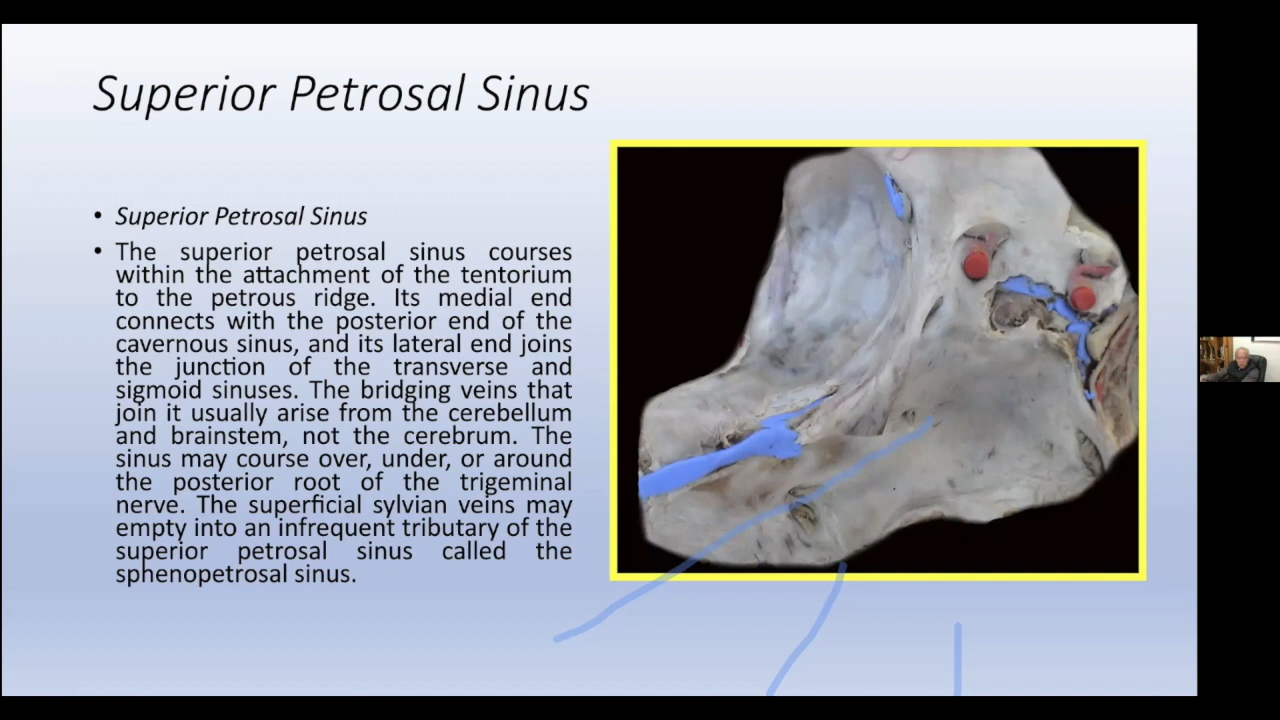 Superior Petrosal Sinus
• Superior Petrosal Sinus
• The superior petrosal sinus courses
within the attachment of the tentorium
to the petrous ridge. Its medial end
connects with the posterior end of the
cavernous sinus, and its lateral end joins
the junction of the transverse and
sigmoid sinuses. The bridging veins that
join it usually arise from the cerebellum
and brainstem, not the cerebrum. The
sinus may course over, under, or around
the posterior root of the trigeminal
nerve. The superficial sylvian veins may
empty into an infrequent tributary of the
superior petrosal sinus called the
sphenopetrosal sinus.